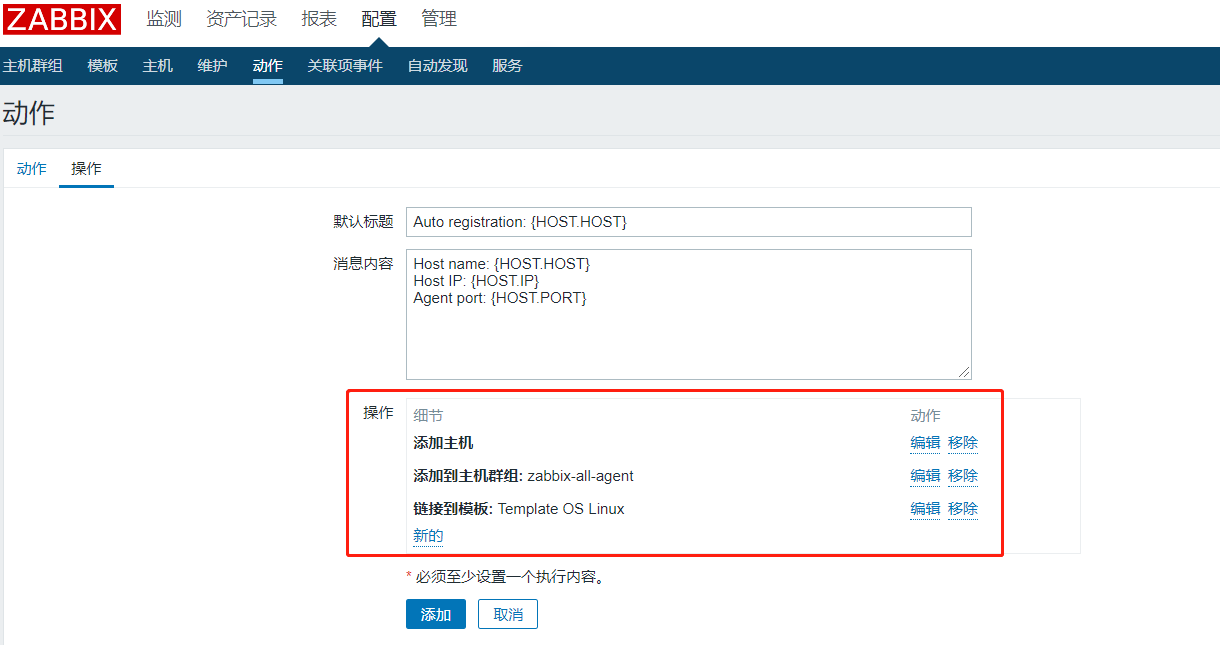 ZABBIX 监测 资产记录 报表 配置 管理
主机群组 模板 主机 维护 动作 关联项事件 自动发现 服务
动作
动作 操作
默认标题 Auto registration: {HOST.HOST}
消息内容 Host name: {HOST.HOST}
Host IP: {HOST.IP}
Agent port: {HOST.PORT}
操作 细节 动作
添加主机 编辑 移除
添加到主机群组: zabbix-all-agent 编辑 移除
链接到模板: Template OS Linux 编辑 移除
新的
* 必须至少设置一个执行内容。
添加 取消